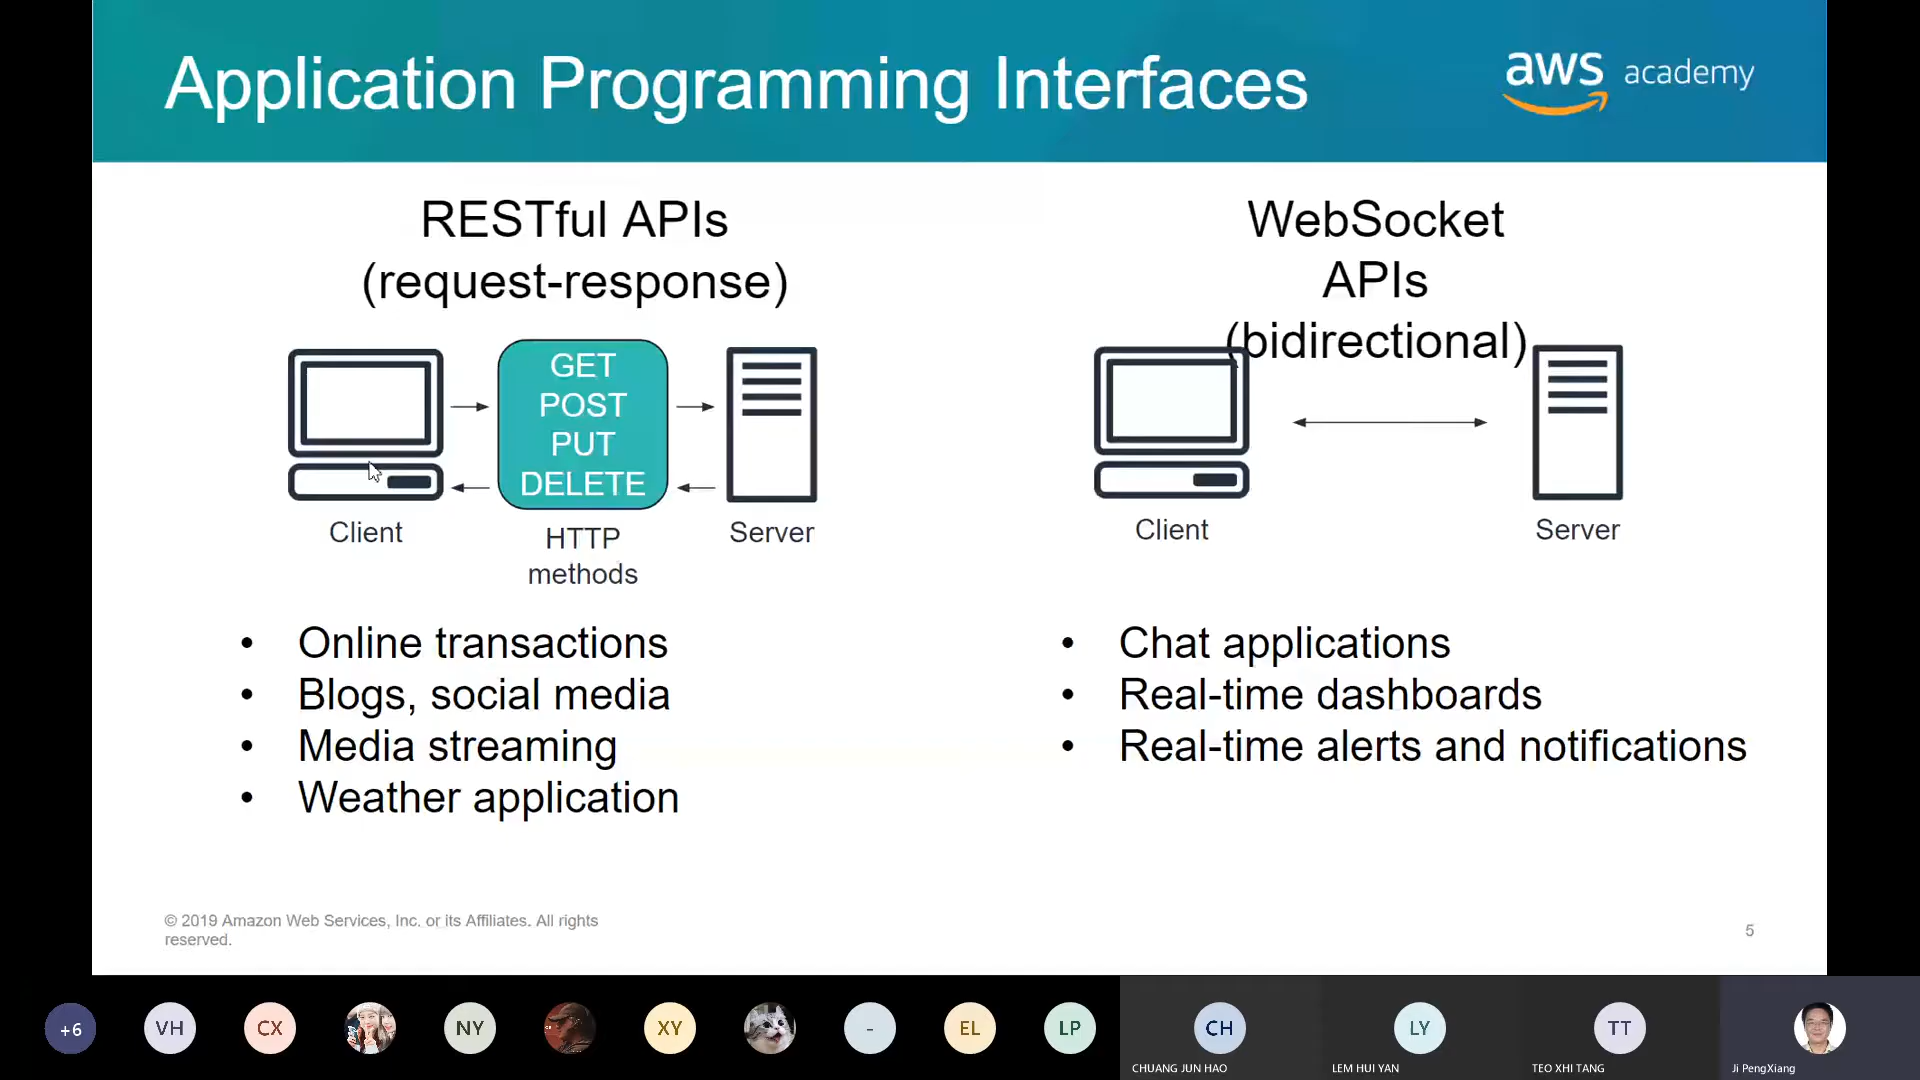 Application Programming Interfaces
aws academy
RESTful APIs
(request-response)
GET
POST
PUT
DELETE
Client
HTTP
methods
Server
• Online transactions
• Blogs, social media
• Media streaming
• Weather application
WebSocket
APIs
(bidirectional)
Client
Server
• Chat applications
• Real-time dashboards
• Real-time alerts and notifications
© 2019 Amazon Web Services, Inc. or its Affiliates. All rights
reserved.
5
+6
VH
CX
NY
XY
-
EL
LP
CH
LY
TT
CHUANG JUN HAO
LEM HUI YAN
TEO XHI TANG
Ji PengXiang